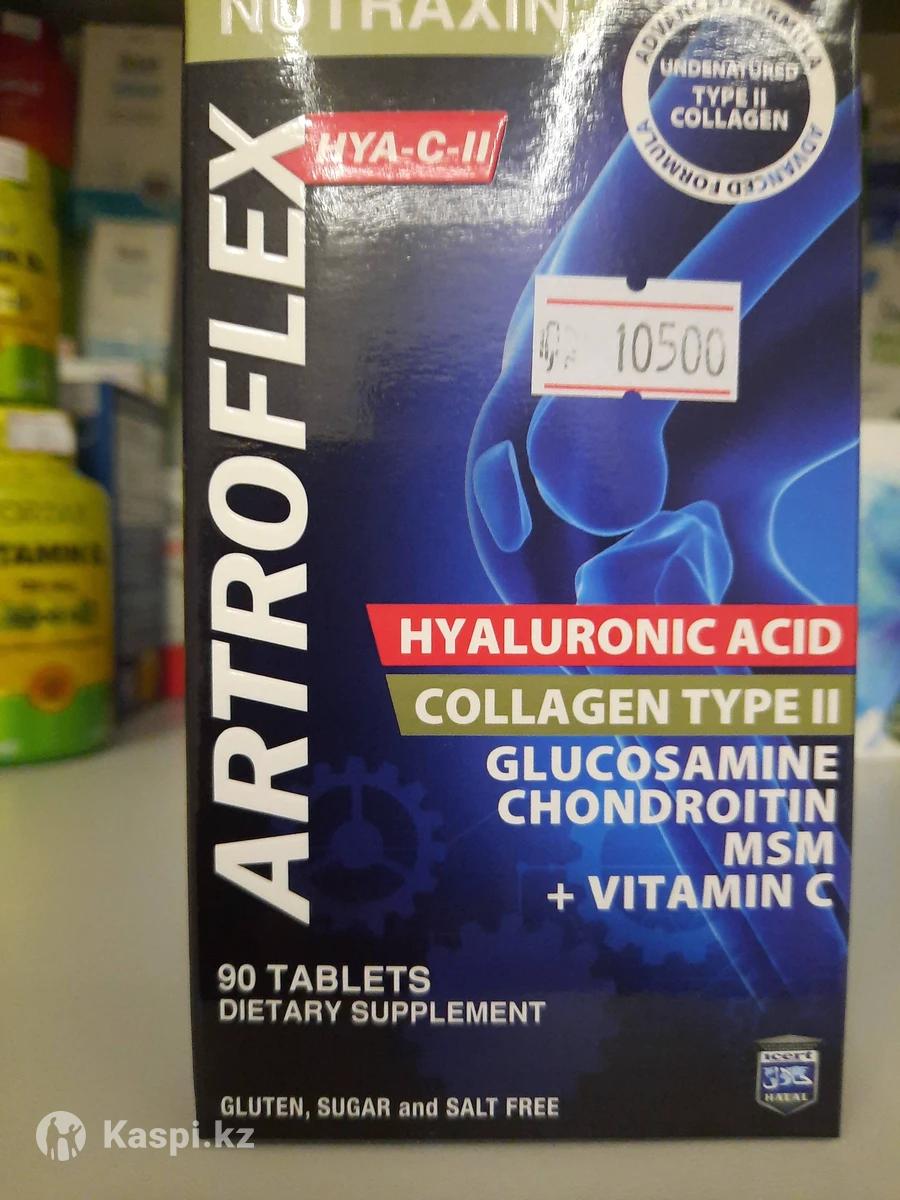 NUTRAXIN
ARTROFLEX
HYA-C-II
ADVANCED FORMULA
UNDENATURED
TYPE II
COLLAGEN
ADVANCED FORMULA
10500
HYALURONIC ACID
COLLAGEN TYPE II
GLUCOSAMINE
CHONDROITIN
MSM
+ VITAMIN C
90 TABLETS
DIETARY SUPPLEMENT
GLUTEN, SUGAR and SALT FREE
icert
HALAL
Kaspi.kz